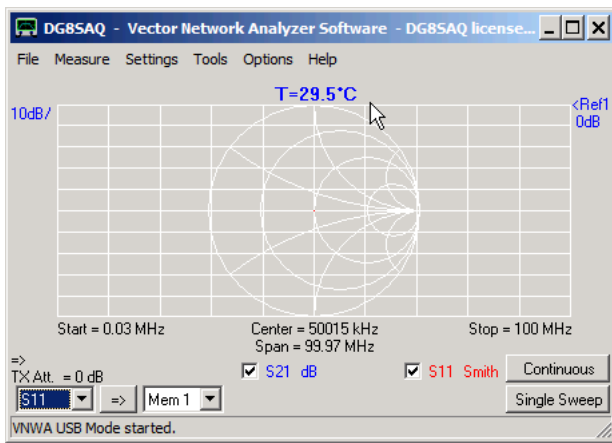 DG8SAQ - Vector Network Analyzer Software - DG8SAQ license...
File Measure Settings Tools Options Help
T=29.5°C
10dB/
<Ref1
0dB
Start = 0.03 MHz
Center = 50015 kHz
Stop = 100 MHz
Span = 99.97 MHz
=>
TX Att. = 0 dB
S21 dB
S11 Smith
Continuous
S11
=>
Mem 1
Single Sweep
VNWA USB Mode started.